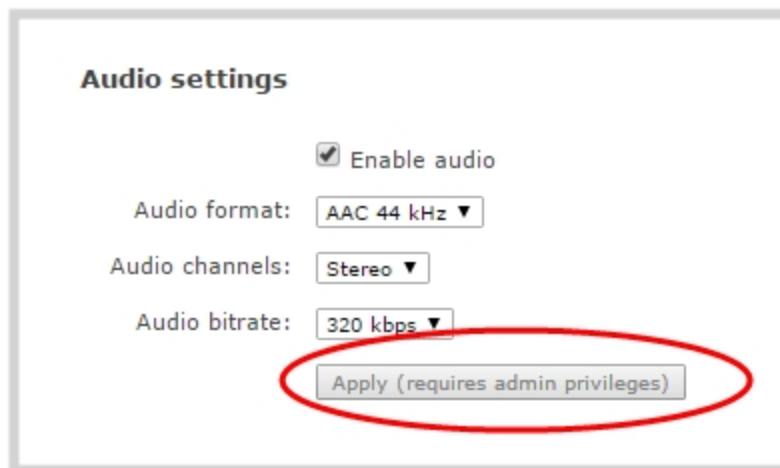 Audio settings
Enable audio
Audio format: AAC 44 kHz
Audio channels: Stereo
Audio bitrate: 320 kbps
Apply (requires admin privileges)